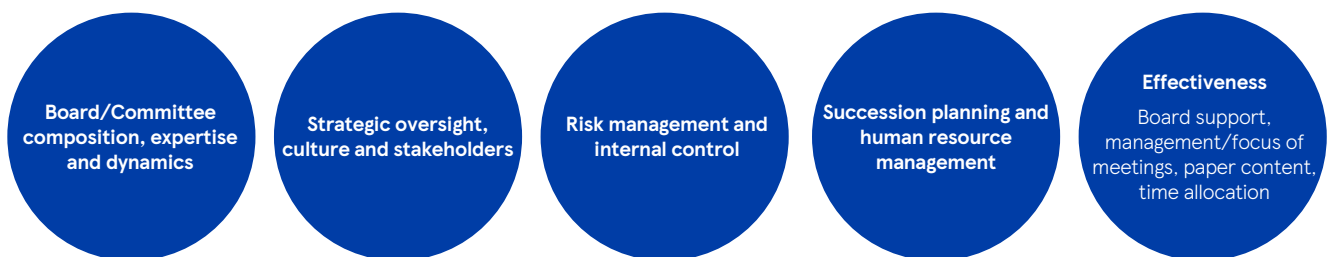 Board/Committee
composition, expertise
and dynamics
Strategic oversight,
culture and stakeholders
Risk management and
internal control
Succession planning and
human resource
management
Effectiveness
Board support,
management/focus of
meetings, paper content,
time allocation